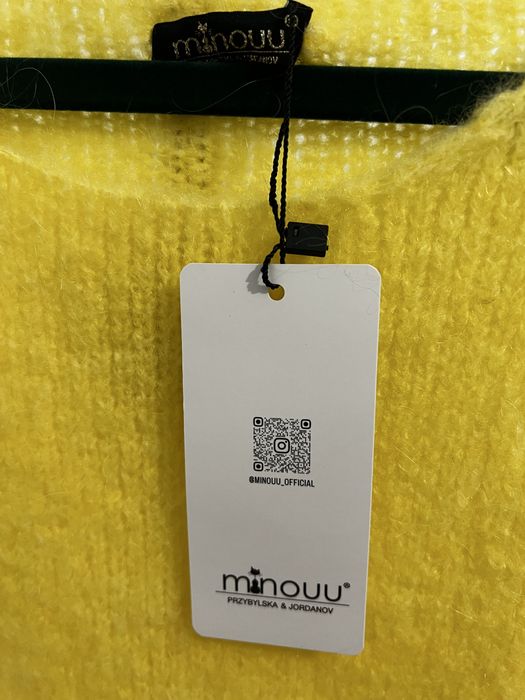 minouu
@MINOUU_OFFICIAL
minouu®
PRZYBYLSKA & JORDANOV